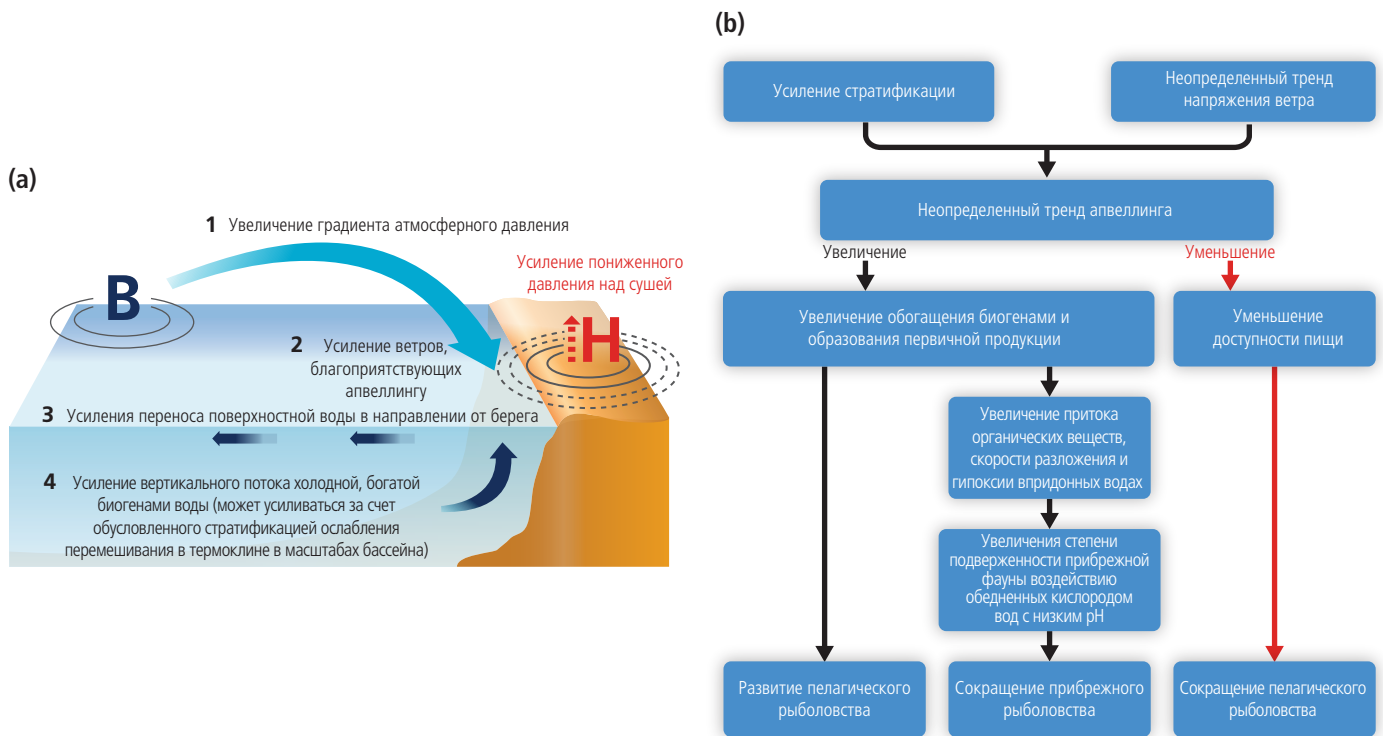 (a)
1 Увеличение градиента атмосферного давления
Усиление пониженного
давления над сушей
В
Н
2 Усиление ветров,
благоприятствующих
апвеллингу
3 Усиления переноса поверхностной воды в направлении от берега
4 Усиление вертикального потока холодной, богатой
биогенами воды (может усиливаться за счет
обусловленного стратификацией ослабления
перемешивания в термоклине в масштабах бассейна)
(b)
Усиление стратификации
Неопределенный тренд
напряжения ветра
Неопределенный тренд апвеллинга
Увеличение
Уменьшение
Увеличение обогащения биогенами и
образования первичной продукции
Уменьшение
доступности пищи
Увеличение притока
органических веществ,
скорости разложения и
гипоксии впридонных водах
Увеличения степени
подверженности прибрежной
фауны воздействию
обедненных кислородом
вод с низким pH
Развитие пелагического
рыболовства
Сокращение прибрежного
рыболовства
Сокращение пелагического
рыболовства